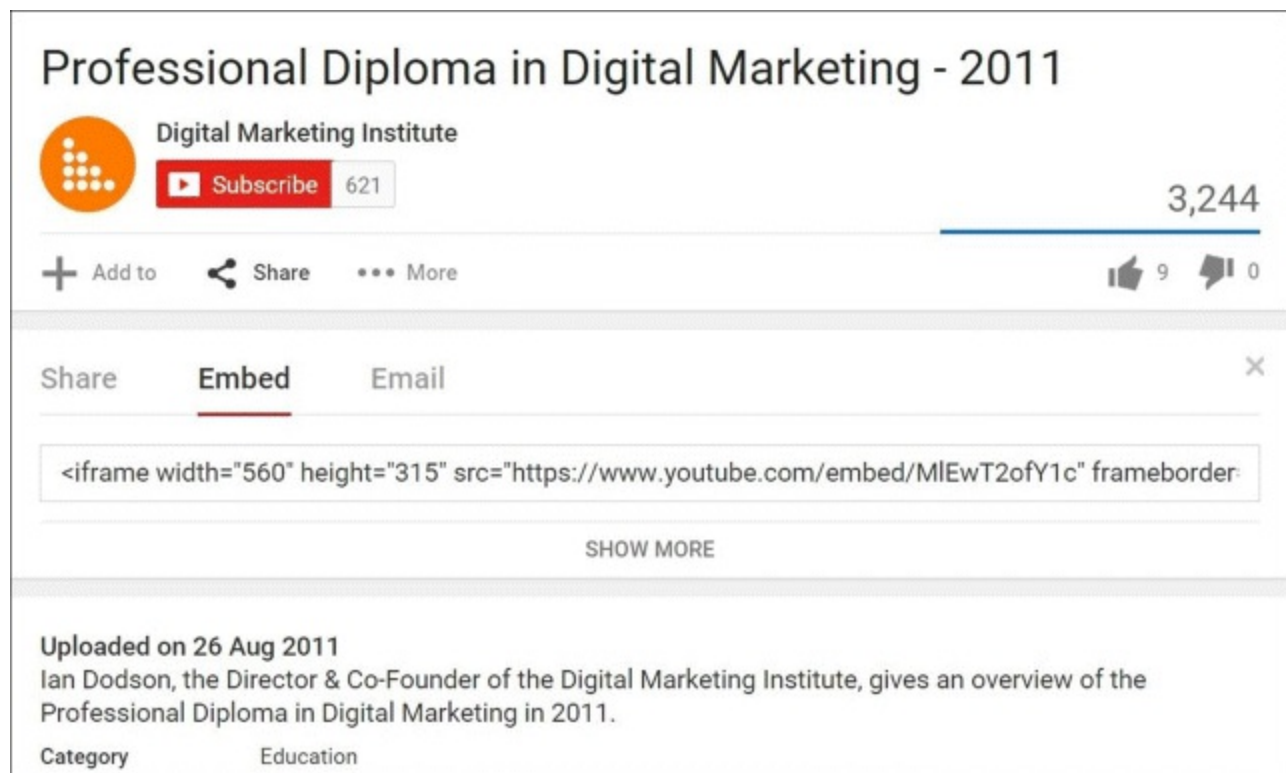 Professional Diploma in Digital Marketing - 2011
Digital Marketing Institute
Subscribe 621
3,244
Add to Share More 9 0
Share Embed Email
<iframe width="560" height="315" src="https://www.youtube.com/embed/MlEwT2ofY1c" frameborder=
SHOW MORE
Uploaded on 26 Aug 2011
Ian Dodson, the Director & Co-Founder of the Digital Marketing Institute, gives an overview of the
Professional Diploma in Digital Marketing in 2011.
Category Education